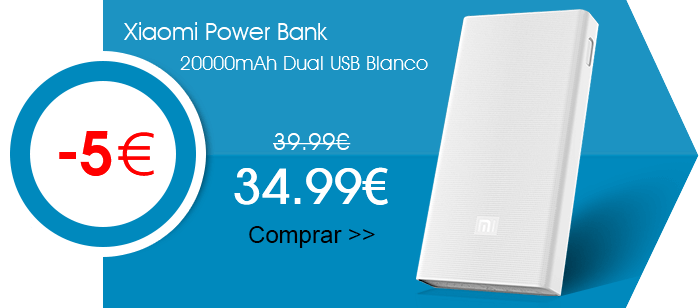 Xiaomi Power Bank
20000mAh Dual USB Blanco
-5€
39.99€
34.99€
Comprar >>
mi